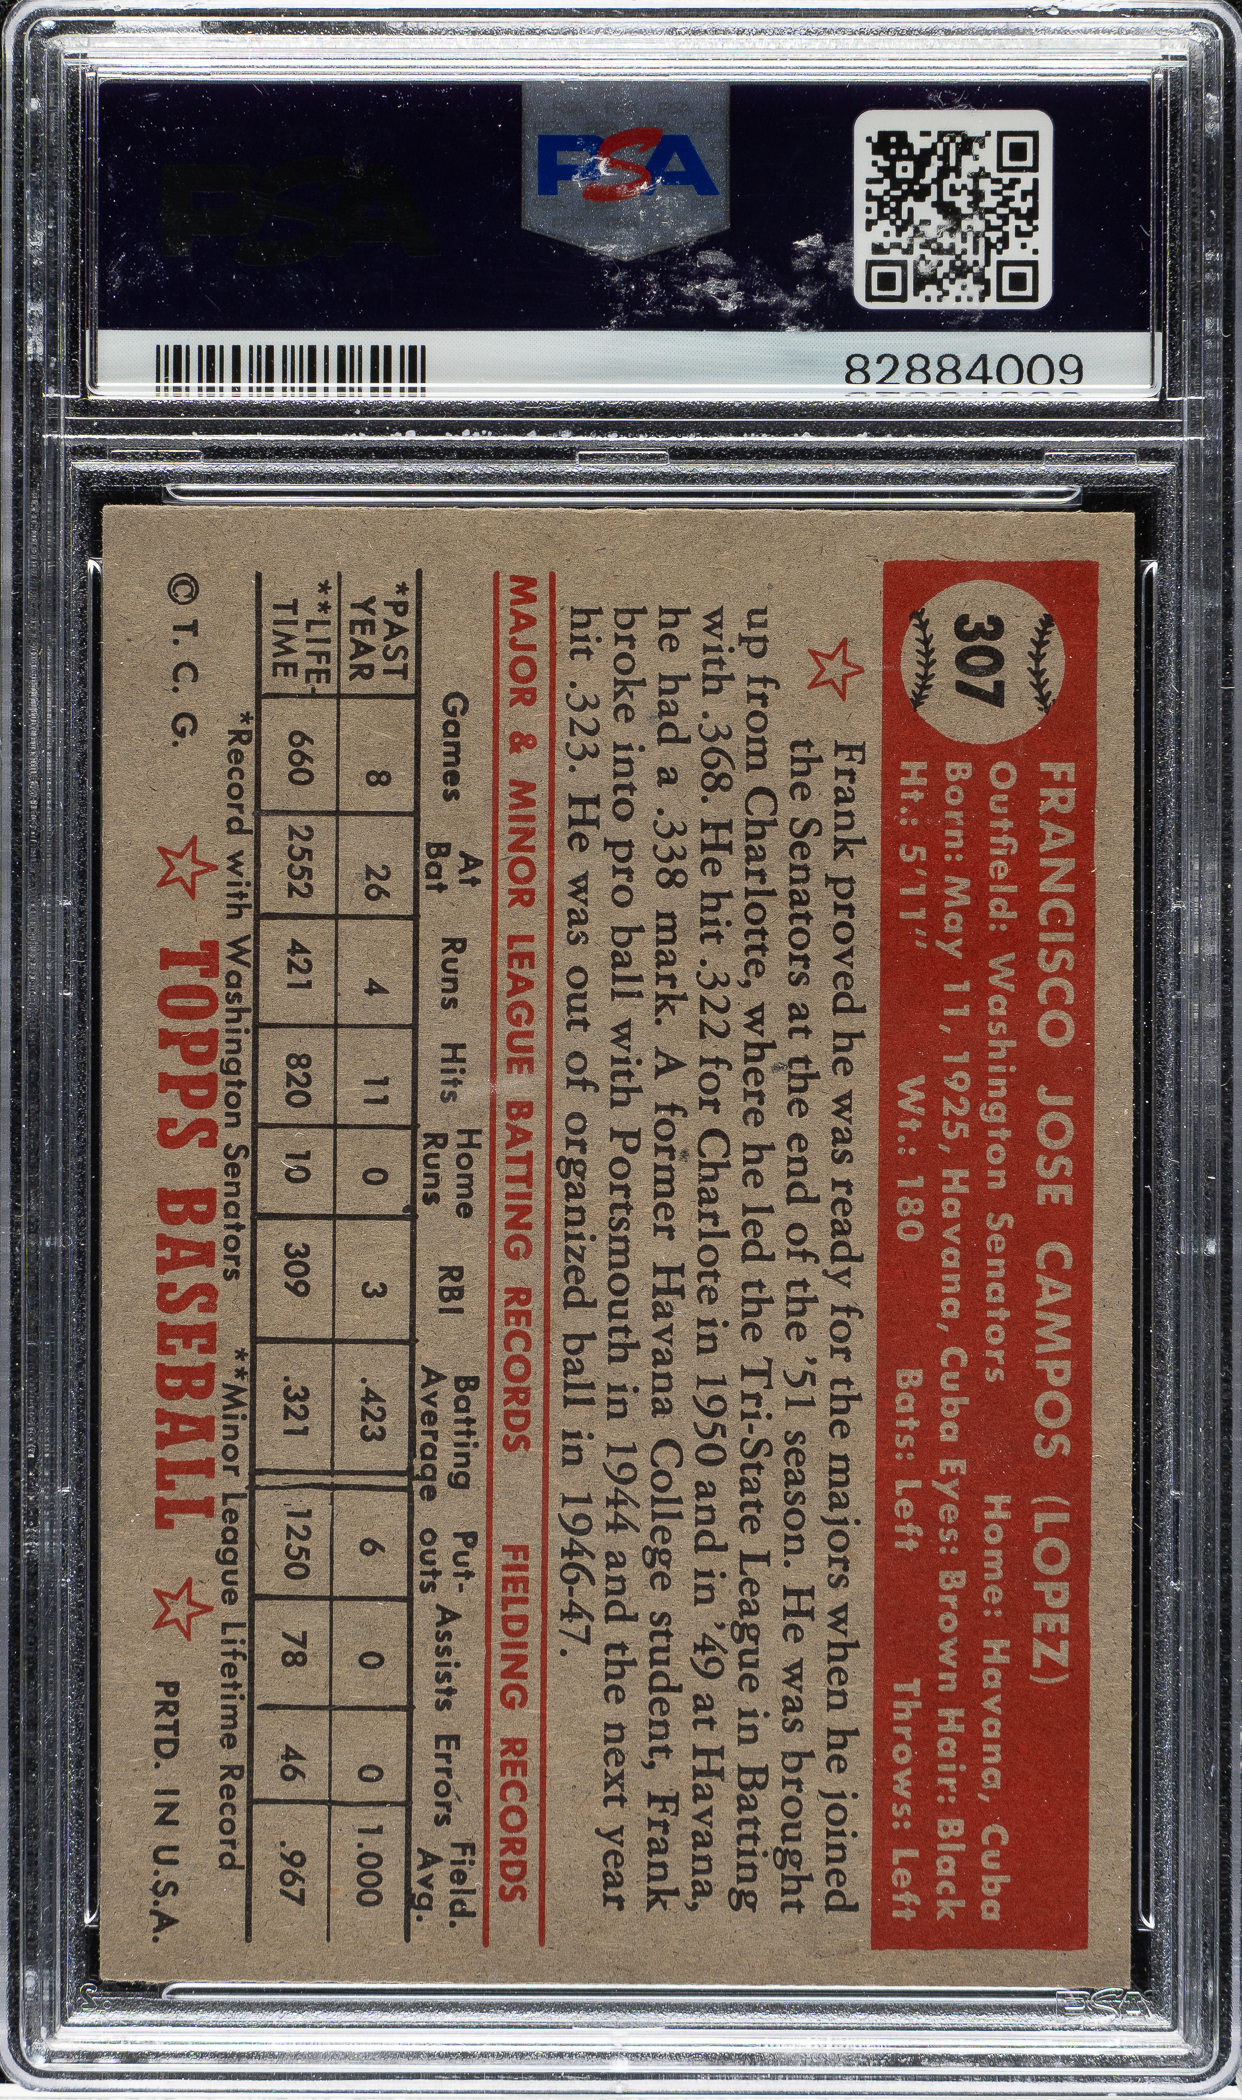 PSA
PSA
82884009
307
FRANCISCO JOSE CAMPOS (LOPEZ)
Outfield: Washington Senators Home: Havana, Cuba
Born: May 11, 1925, Havana, Cuba Eyes: Brown Hair: Black
Ht.: 5'11" Wt.: 180 Bats: Left Throws: Left
Frank proved he was ready for the majors when he joined
the Senators at the end of the '51 season. He was brought
up from Charlotte, where he led the Tri-State League in Batting
with .368. He hit .322 for Charlote in 1950 and in '49 at Havana,
he had a .338 mark. A former Havana College student, Frank
broke into pro ball with Portsmouth in 1944 and the next year
hit .323. He was out of organized ball in 1946-47.
MAJOR & MINOR LEAGUE BATTING RECORDS FIELDING RECORDS
Games At Bat Runs Hits Home Runs RBI Batting Average Put-outs Assists Errors Field. Avg.
*PAST YEAR 8 26 4 11 0 3 .423 6 0 0 1.000
**LIFE-TIME 660 2552 421 820 10 309 .321 1250 78 46 .967
*Record with Washington Senators **Minor League Lifetime Record
© T. C. G. TOPPS BASEBALL PRTD. IN U.S.A.
PSA